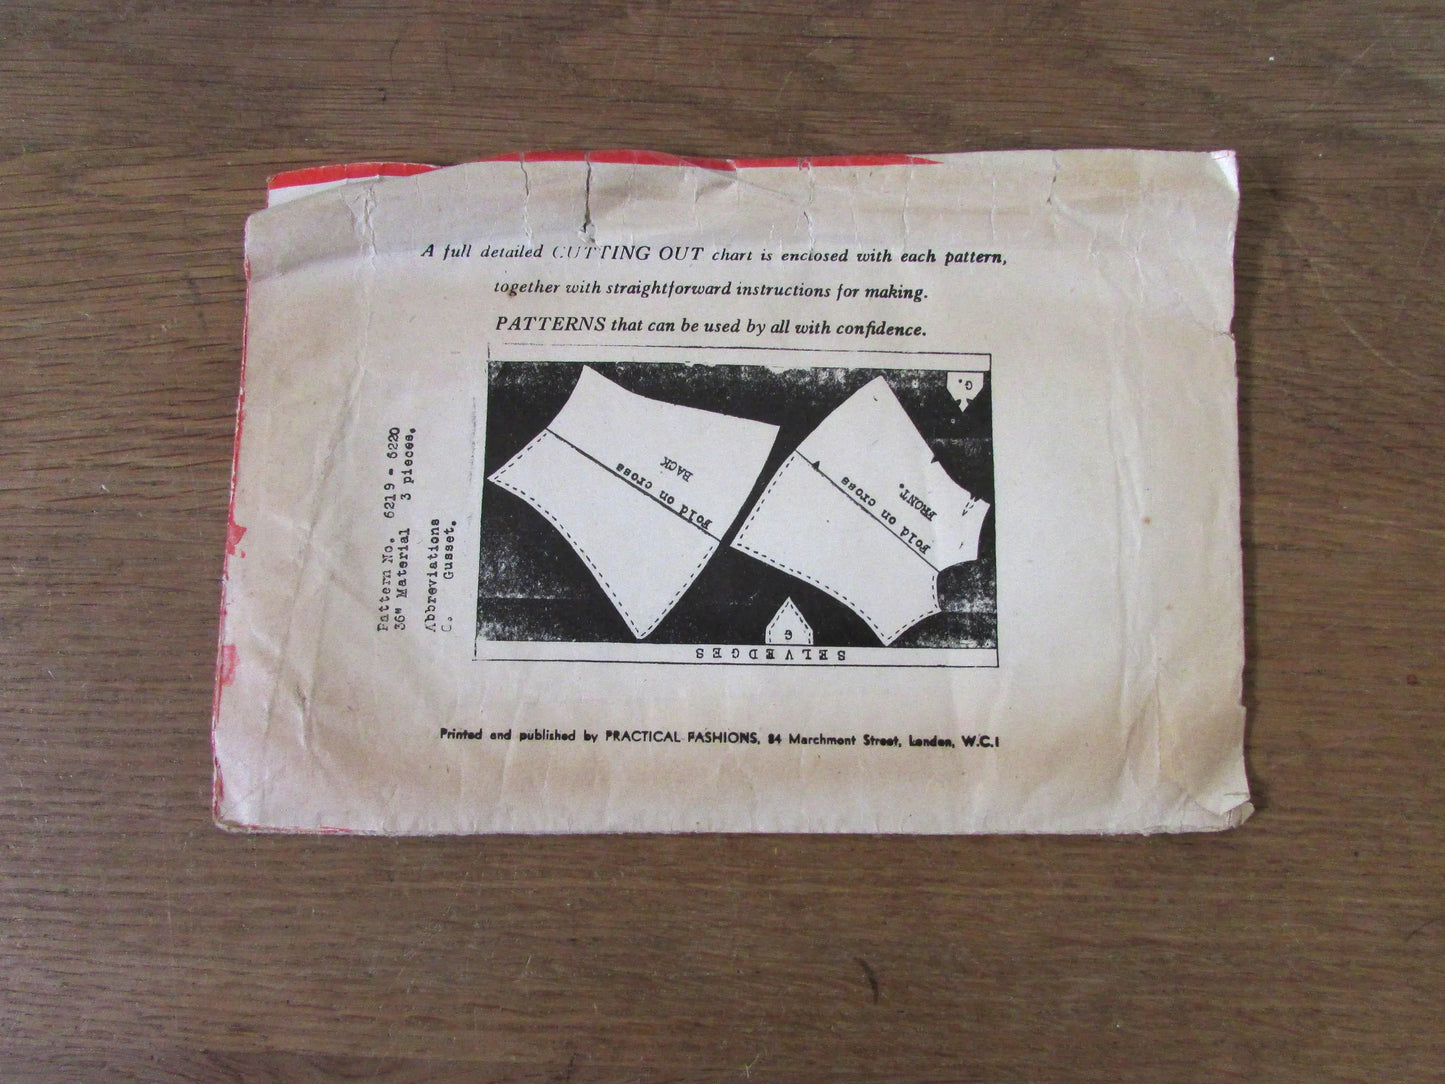 A full detailed CUTTING OUT chart is enclosed with each pattern,
together with straightforward instructions for making.
PATTERNS that can be used by all with confidence.
Pattern No. 6219 - 6220
36" Material 3 pieces.
Abbreviations
G. Gusset.
BACK
Fold on cross
FRONT.
Fold on cross
G.
G
SELVEDGES
Printed and published by PRACTICAL FASHIONS, 84 Marchmont Street, London, W.C.1